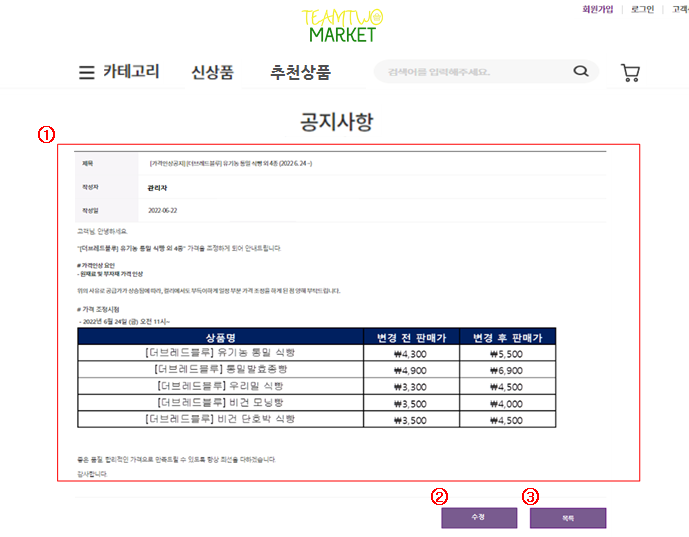 회원가입 | 로그인 | 고객
TEAMTWO
MARKET
카테고리 신상품 추천상품 검색어를 입력해주세요.
공지사항
①
제목 [가격인상공지] [더브레드블루] 유기농 통밀 식빵 외 4종 (2022 6. 24 ~)
작성자 관리자
작성일 2022-06-22
고객님, 안녕하세요.
"[더브레드블루] 유기농 통밀 식빵 외 4종" 가격을 조정하게 되어 안내드립니다.
# 가격인상 요인
- 원재료 및 부자재 가격 인상
위의 사유로 공급가가 상승함에 따라, 컬리에서도 부득이하게 일정 부분 가격 조정을 하게 된 점 양해 부탁드립니다.
# 가격 조정시점
- 2022년 6월 24일 (금) 오전 11시~
상품명 변경 전 판매가 변경 후 판매가
[더브레드블루] 유기농 통밀 식빵 ₩4,300 ₩5,500
[더브레드블루] 통밀발효종빵 ₩4,900 ₩6,900
[더브레드블루] 우리밀 식빵 ₩3,300 ₩4,500
[더브레드블루] 비건 모닝빵 ₩3,500 ₩4,000
[더브레드블루] 비건 단호박 식빵 ₩3,500 ₩4,500
좋은 품질, 합리적인 가격으로 만족드릴 수 있도록 항상 최선을 다하겠습니다.
감사합니다.
② ③
수정 목록